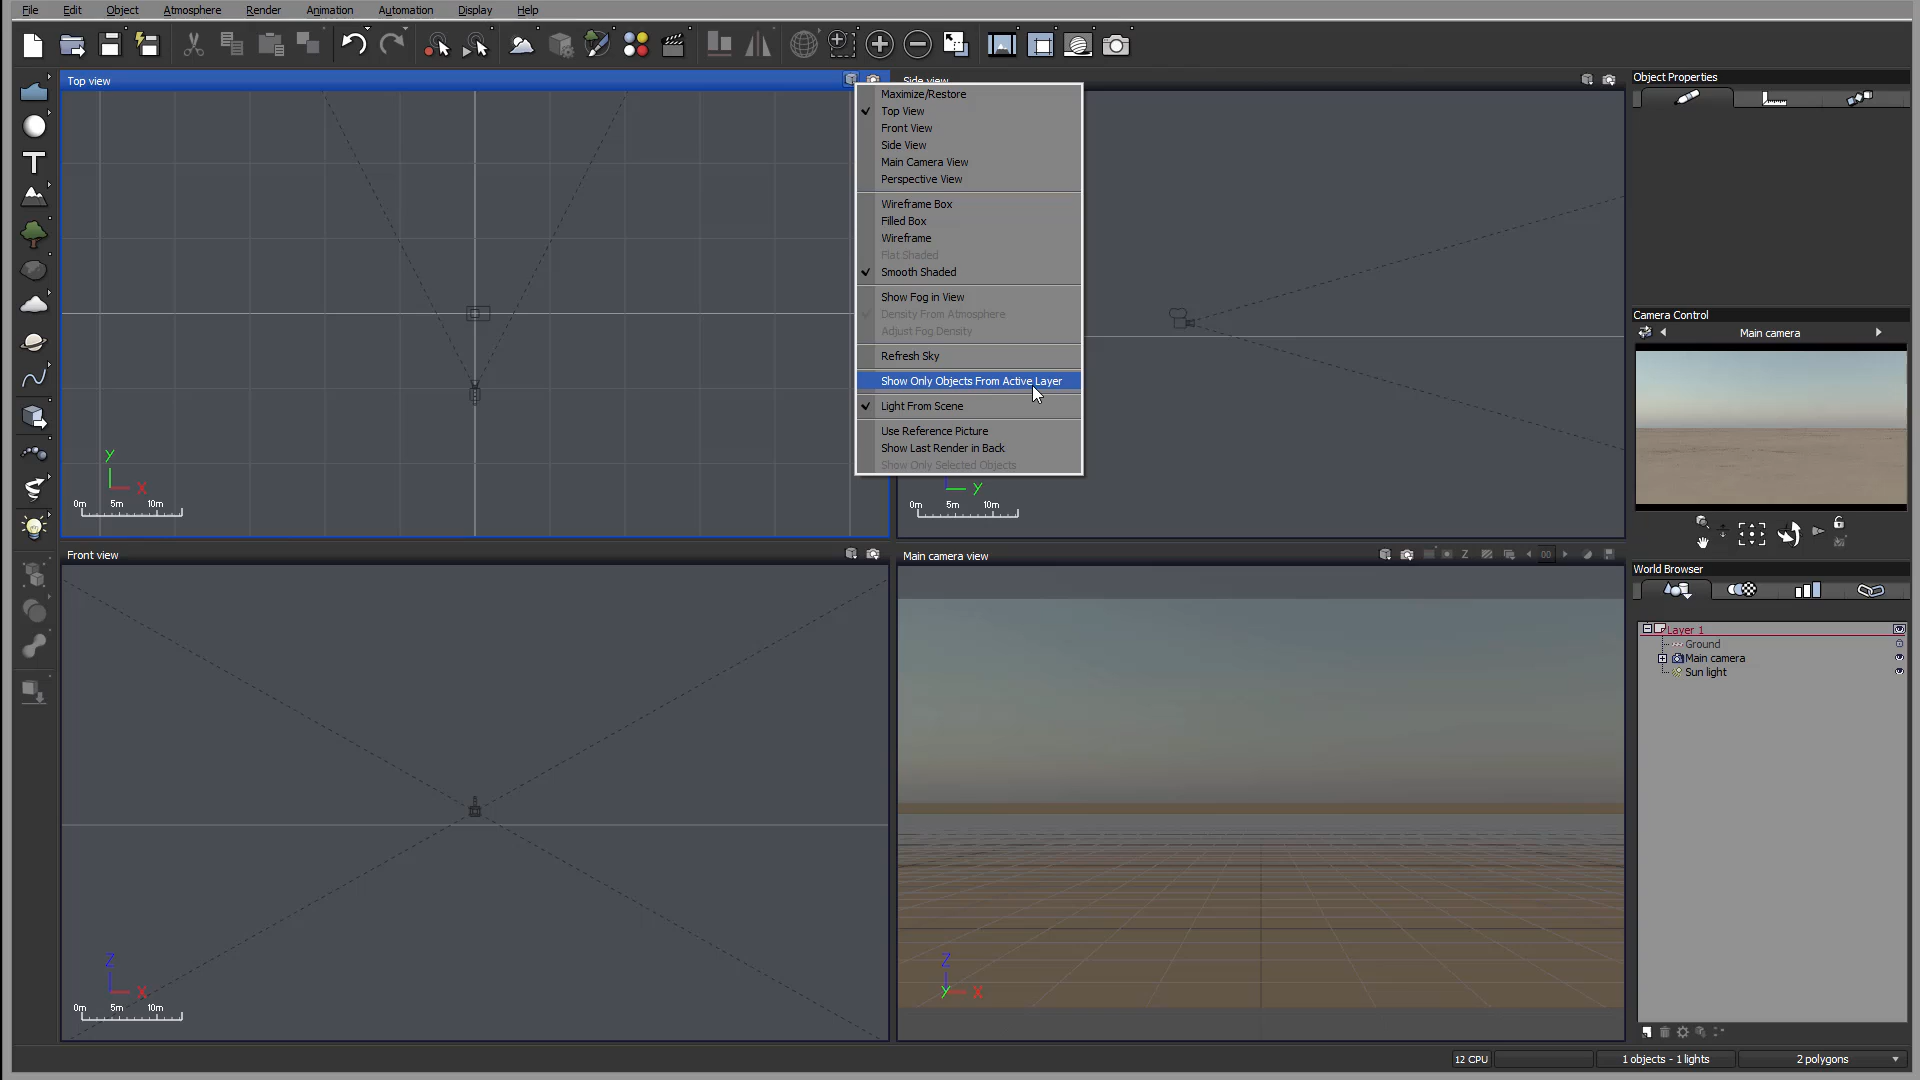 File Edit Object Atmosphere Render Animation Automation Display Help
Top view
Side view
Object Properties
Maximize/Restore
Top View
Front View
Side View
Main Camera View
Perspective View
Wireframe Box
Filled Box
Wireframe
Flat Shaded
Smooth Shaded
Show Fog in View
Density From Atmosphere
Adjust Fog Density
Refresh Sky
Show Only Objects From Active Layer
Light From Scene
Use Reference Picture
Show Last Render in Back
Show Only Selected Objects
Y
X
0m 5m 10m
Y
0m 5m 10m
Camera Control
Main camera
Front view
Z
X
0m 5m 10m
Main camera view
Z
00
Z
Y X
World Browser
Layer 1
Ground
Main camera
Sun light
12 CPU
1 objects - 1 lights
2 polygons